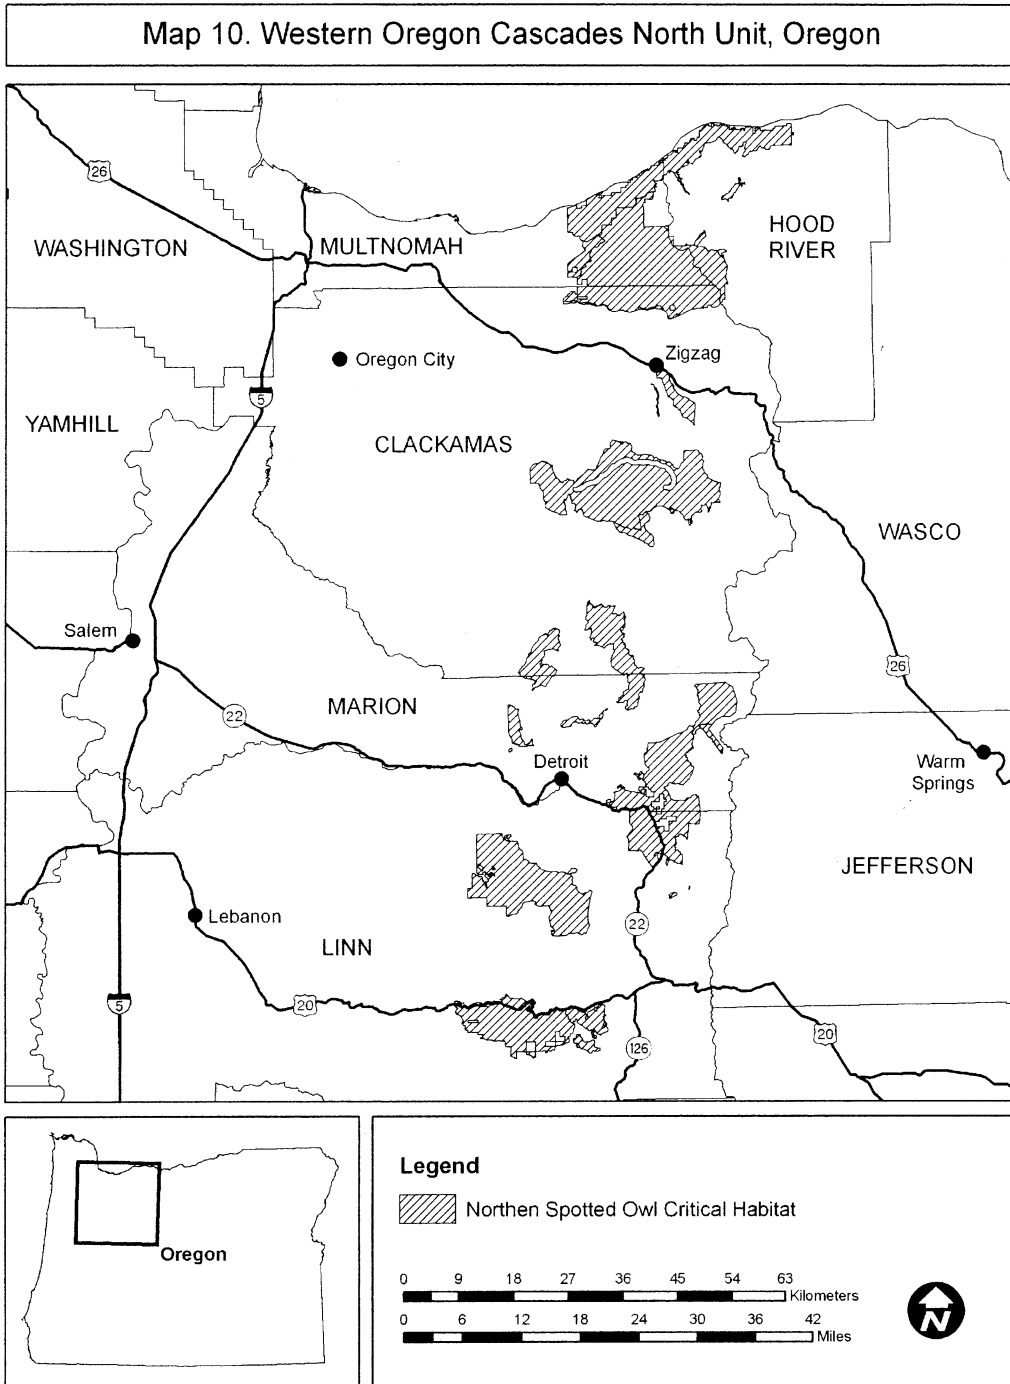 Map 10. Western Oregon Cascades North Unit, Oregon
26
WASHINGTON
MULTNOMAH
HOOD
RIVER
Oregon City
Zigzag
5
YAMHILL
CLACKAMAS
WASCO
Salem
26
MARION
22
Detroit
Warm
Springs
JEFFERSON
Lebanon
LINN
22
5
20
20
126
Oregon
Legend
Northen Spotted Owl Critical Habitat
0 9 18 27 36 45 54 63
Kilometers
0 6 12 18 24 30 36 42
Miles
N